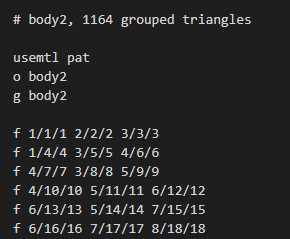 # body2, 1164 grouped triangles
usemtl pat
o body2
g body2
f 1/1/1 2/2/2 3/3/3
f 1/4/4 3/5/5 4/6/6
f 4/7/7 3/8/8 5/9/9
f 4/10/10 5/11/11 6/12/12
f 6/13/13 5/14/14 7/15/15
f 6/16/16 7/17/17 8/18/18